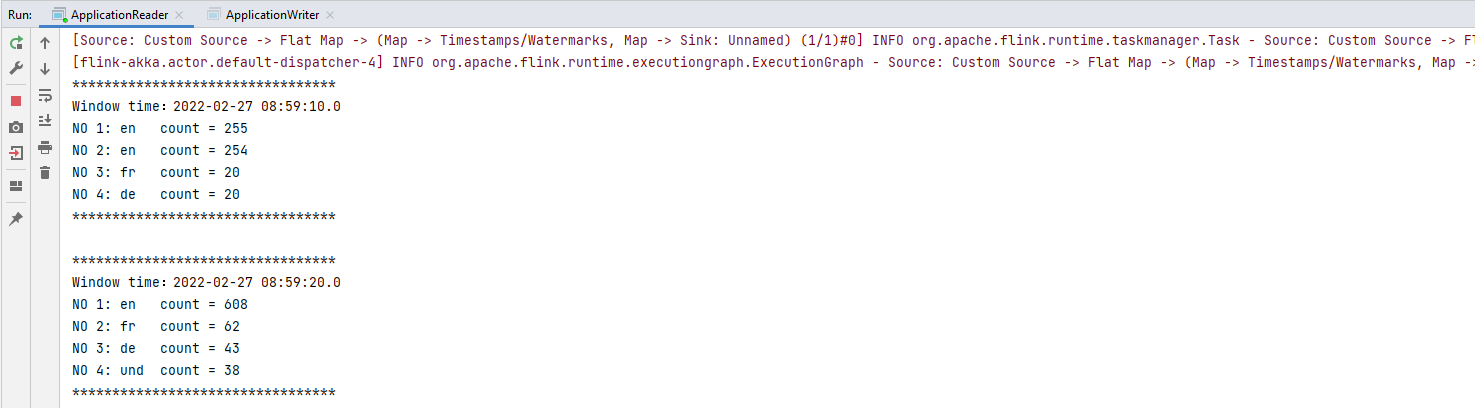 Run: ApplicationReader ApplicationWriter
[Source: Custom Source -> Flat Map -> (Map -> Timestamps/Watermarks, Map -> Sink: Unnamed) (1/1)#0] INFO org.apache.flink.runtime.taskmanager.Task - Source: Custom Source -> Fl
[flink-akka.actor.default-dispatcher-4] INFO org.apache.flink.runtime.executiongraph.ExecutionGraph - Source: Custom Source -> Flat Map -> (Map -> Timestamps/Watermarks, Map ->
*********************************
Window time：2022-02-27 08:59:10.0
NO 1: en   count = 255
NO 2: en   count = 254
NO 3: fr   count = 20
NO 4: de   count = 20
*********************************
*********************************
Window time：2022-02-27 08:59:20.0
NO 1: en   count = 608
NO 2: fr   count = 62
NO 3: de   count = 43
NO 4: und  count = 38
*********************************